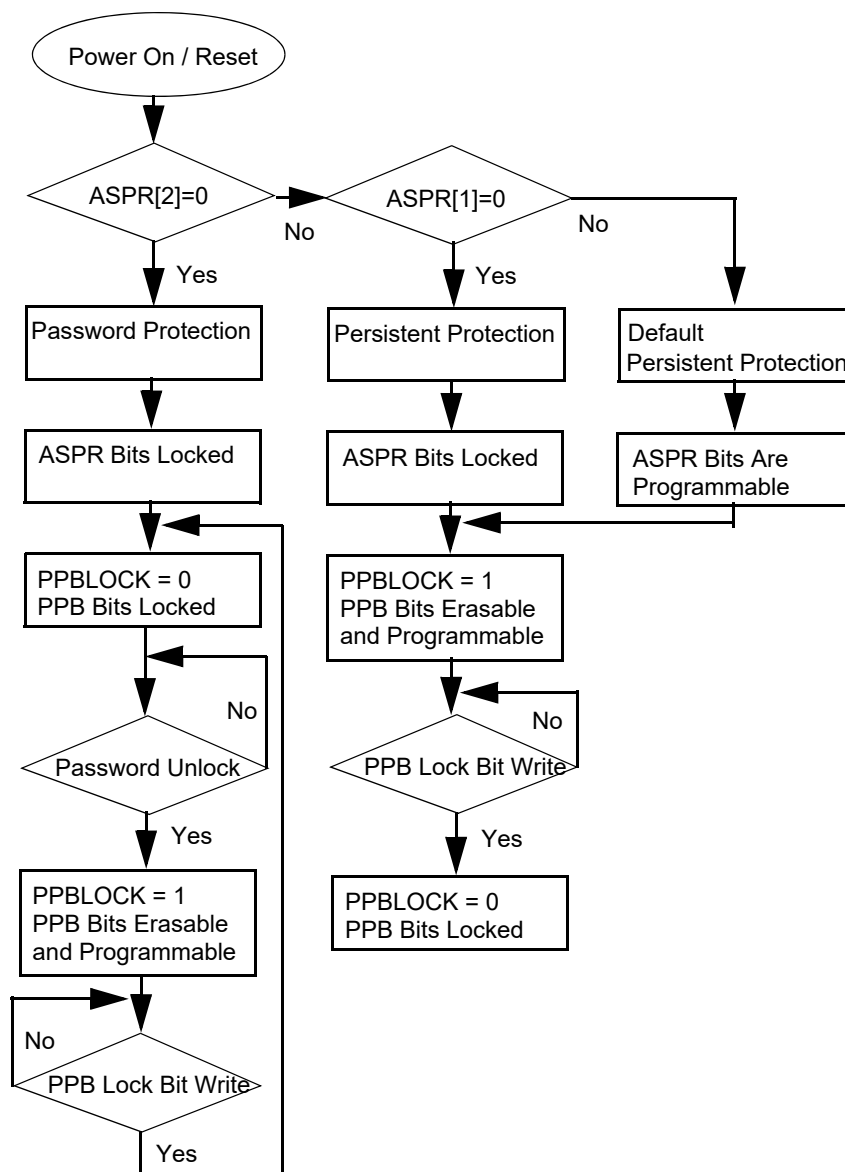 Power On / Reset
ASPR[2]=0
ASPR[1]=0
No
No
Yes
Yes
Password Protection
Persistent Protection
Default
Persistent Protection
ASPR Bits Locked
ASPR Bits Locked
ASPR Bits Are
Programmable
PPBLOCK = 0
PPB Bits Locked
PPBLOCK = 1
PPB Bits Erasable
and Programmable
No
No
Password Unlock
PPB Lock Bit Write
Yes
Yes
PPBLOCK = 1
PPB Bits Erasable
and Programmable
PPBLOCK = 0
PPB Bits Locked
No
PPB Lock Bit Write
Yes